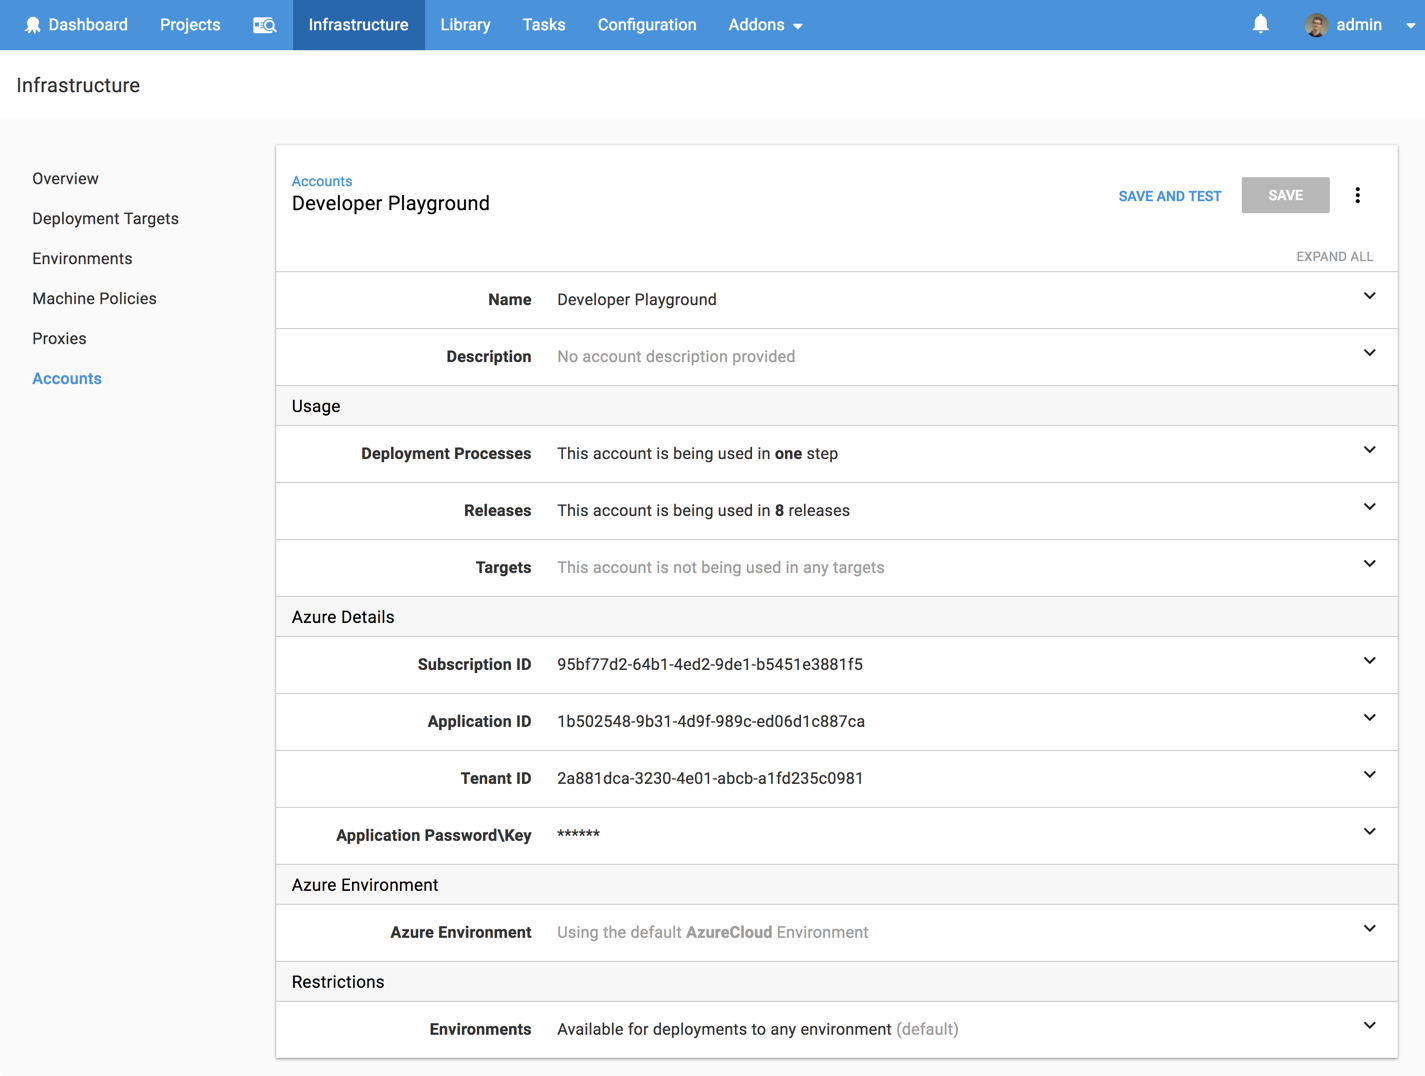 Dashboard Projects Infrastructure Library Tasks Configuration Addons admin
Infrastructure
Overview
Deployment Targets
Environments
Machine Policies
Proxies
Accounts
Accounts
Developer Playground
SAVE AND TEST SAVE
EXPAND ALL
Name Developer Playground
Description No account description provided
Usage
Deployment Processes This account is being used in one step
Releases This account is being used in 8 releases
Targets This account is not being used in any targets
Azure Details
Subscription ID 95bf77d2-64b1-4ed2-9de1-b5451e3881f5
Application ID 1b502548-9b31-4d9f-989c-ed06d1c887ca
Tenant ID 2a881dca-3230-4e01-abcb-a1fd235c0981
Application Password\Key ******
Azure Environment
Azure Environment Using the default AzureCloud Environment
Restrictions
Environments Available for deployments to any environment (default)